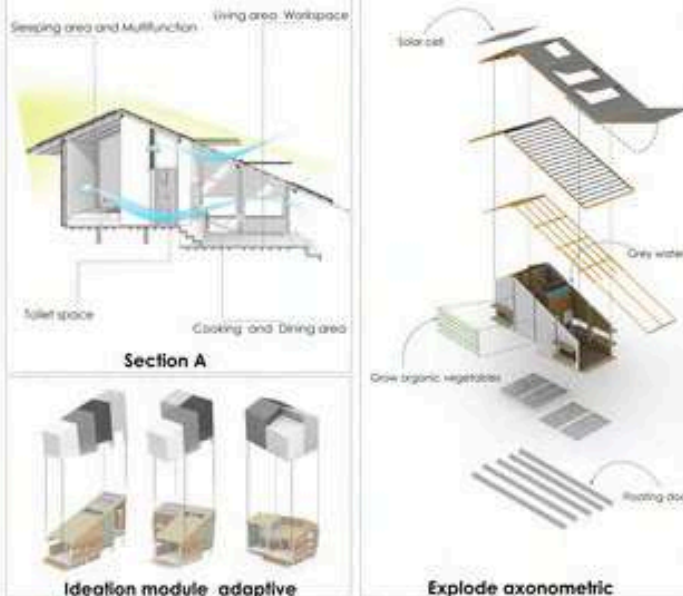 Living area Workspace
Sleeping area and Multifunction
Toilet space
Cooking and Dining area
Section A
Ideation module adaptive
Solar cell
Grey water
Grow organic vegetables
Floating doc
Explode axonometric